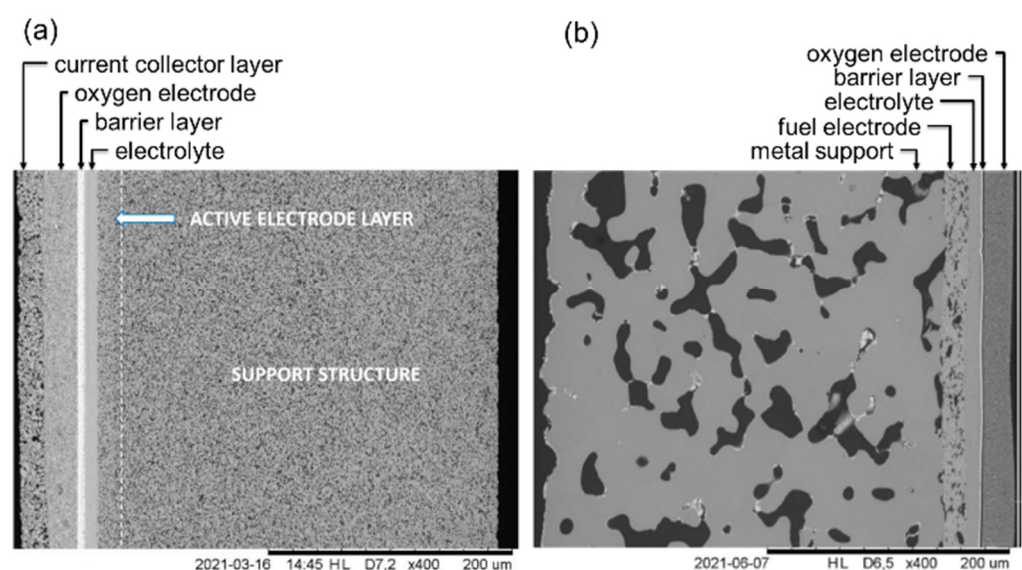 (a)
current collector layer
oxygen electrode
barrier layer
electrolyte
ACTIVE ELECTRODE LAYER
SUPPORT STRUCTURE
2021-03-16 14:45 HL D7,2 x400 200 um
(b)
oxygen electrode
barrier layer
electrolyte
fuel electrode
metal support
2021-06-07 HL D6,5 x400 200 um